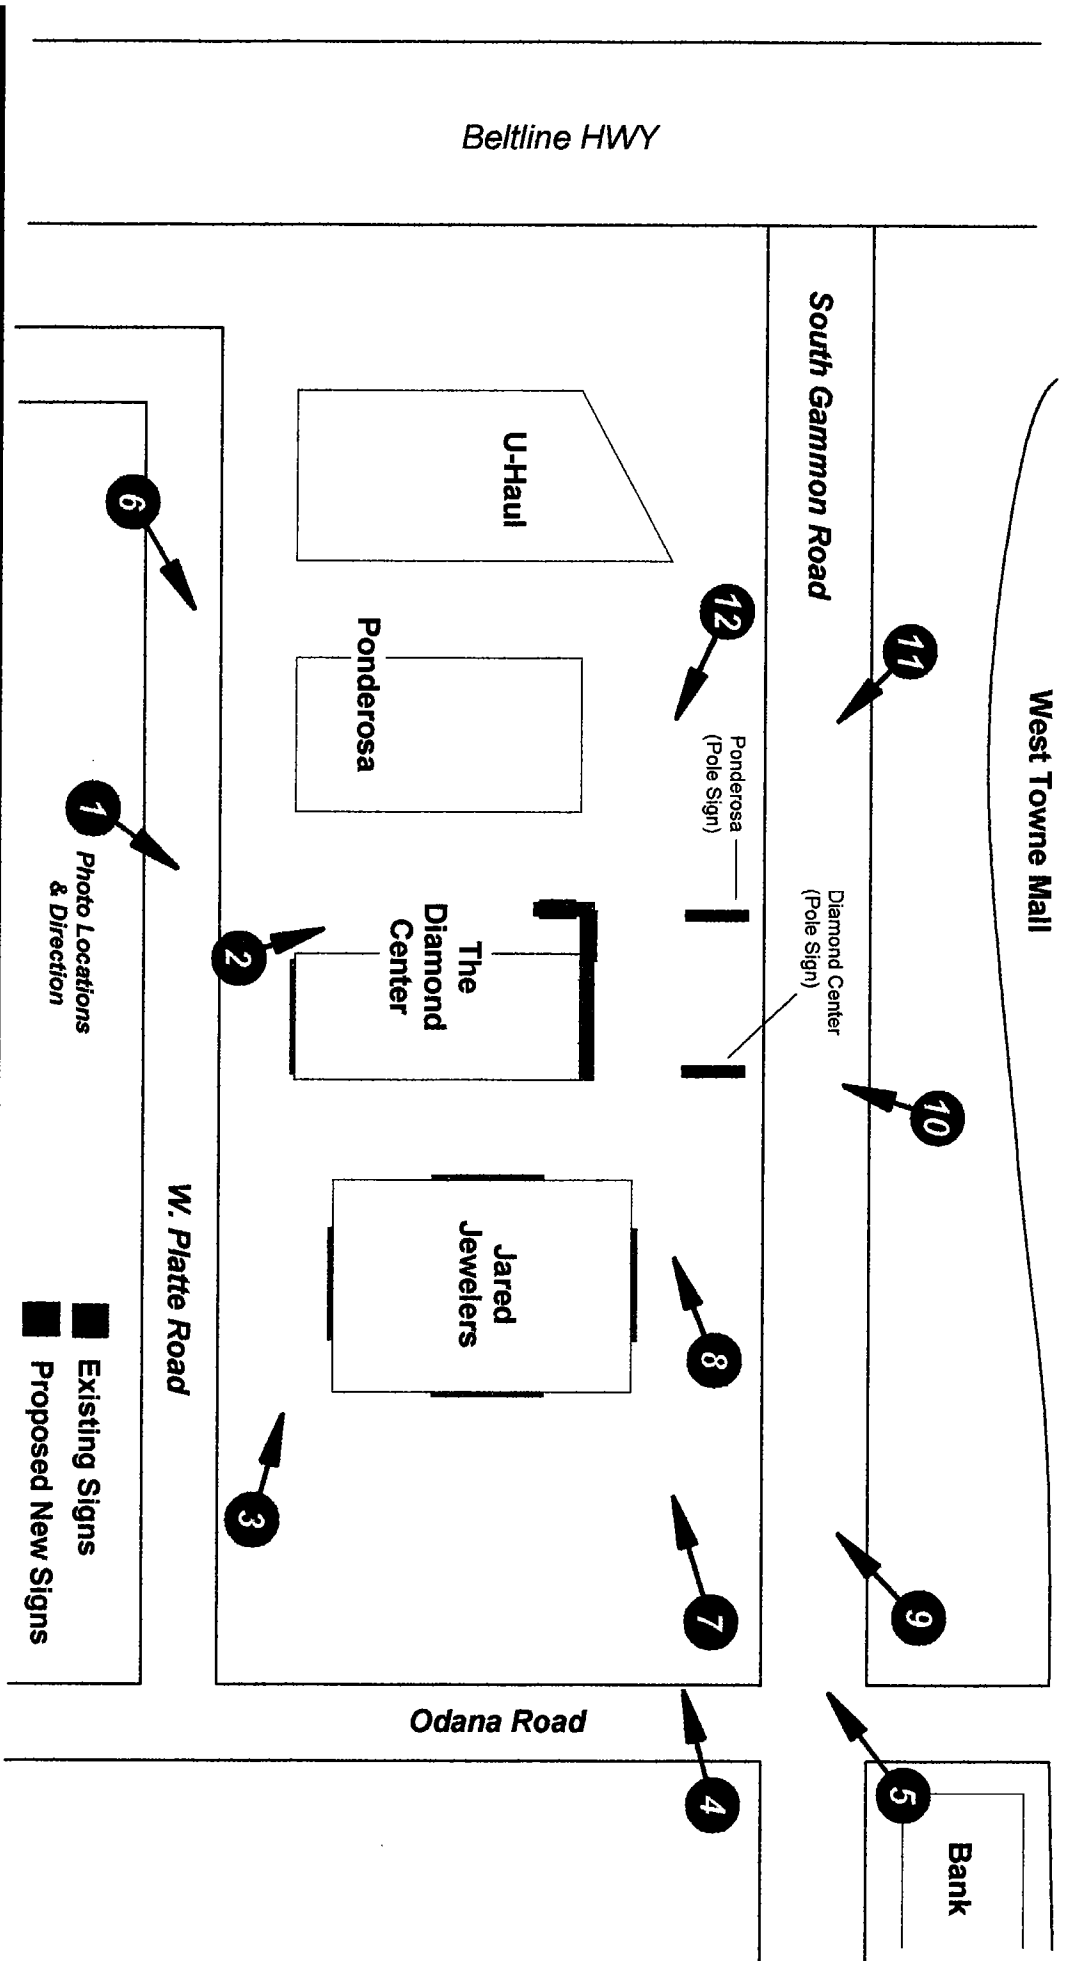 Beltline HWY
South Gammon Road
West Towne Mall
U-Haul
Ponderosa
Ponderosa
(Pole Sign)
Diamond Center
(Pole Sign)
The
Diamond
Center
Jared
Jewelers
W. Platte Road
Odana Road
Bank
Photo Locations
& Direction
Existing Signs
Proposed New Signs
1
2
3
4
5
6
7
8
9
10
11
12